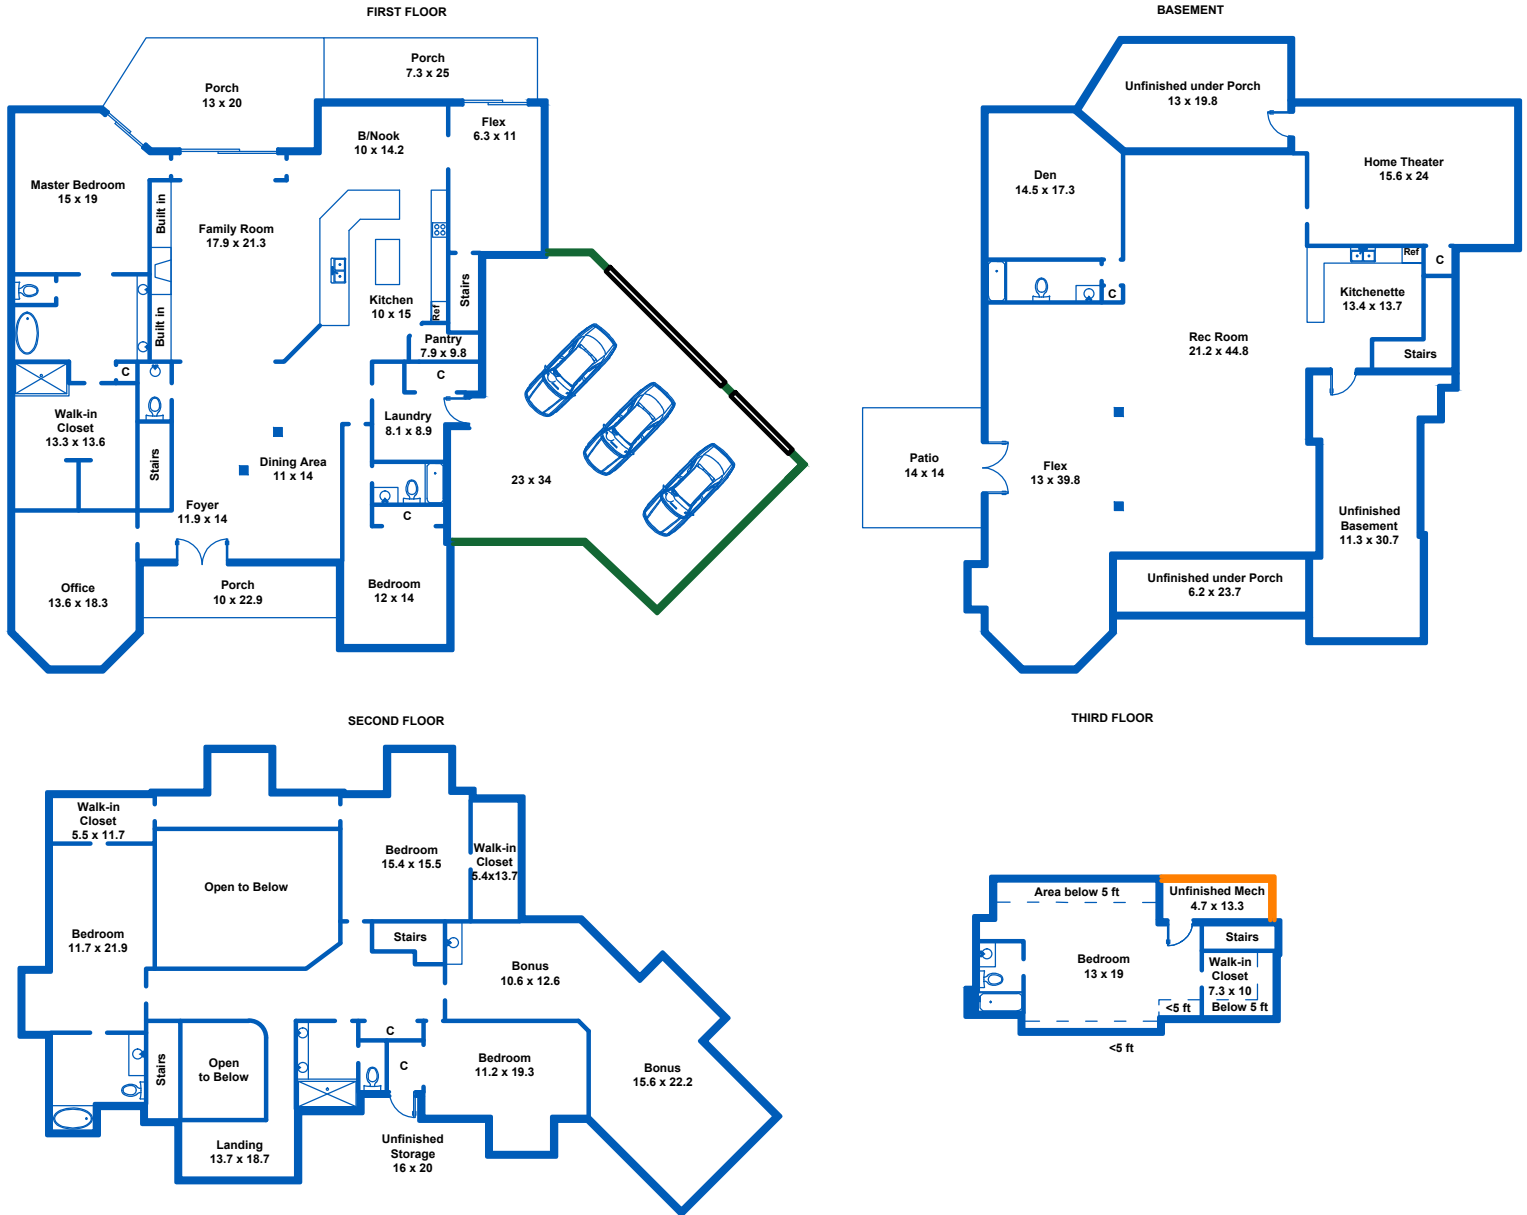 FIRST FLOOR
Porch
7.3 x 25
Porch
13 x 20
Flex
6.3 x 11
B/Nook
10 x 14.2
Master Bedroom
15 x 19
Built in
Family Room
17.9 x 21.3
Stairs
Kitchen
10 x 15
Ref
Built in
Pantry
7.9 x 9.8
C
C
Walk-in
Closet
13.3 x 13.6
Laundry
8.1 x 8.9
Stairs
Dining Area
11 x 14
23 x 34
Foyer
11.9 x 14
C
Office
13.6 x 18.3
Porch
10 x 22.9
Bedroom
12 x 14
BASEMENT
Unfinished under Porch
13 x 19.8
Home Theater
15.6 x 24
Den
14.5 x 17.3
Ref
C
Kitchenette
13.4 x 13.7
C
Rec Room
21.2 x 44.8
Stairs
Patio
14 x 14
Flex
13 x 39.8
Unfinished
Basement
11.3 x 30.7
Unfinished under Porch
6.2 x 23.7
SECOND FLOOR
Walk-in
Closet
5.5 x 11.7
Bedroom
15.4 x 15.5
Walk-in
Closet
5.4x13.7
Open to Below
Bedroom
11.7 x 21.9
Stairs
Bonus
10.6 x 12.6
C
C
Bedroom
11.2 x 19.3
Stairs
Open
to Below
Bonus
15.6 x 22.2
Landing
13.7 x 18.7
Unfinished
Storage
16 x 20
THIRD FLOOR
Area below 5 ft
Unfinished Mech
4.7 x 13.3
Stairs
Bedroom
13 x 19
Walk-in
Closet
7.3 x 10
<5 ft
Below 5 ft
<5 ft